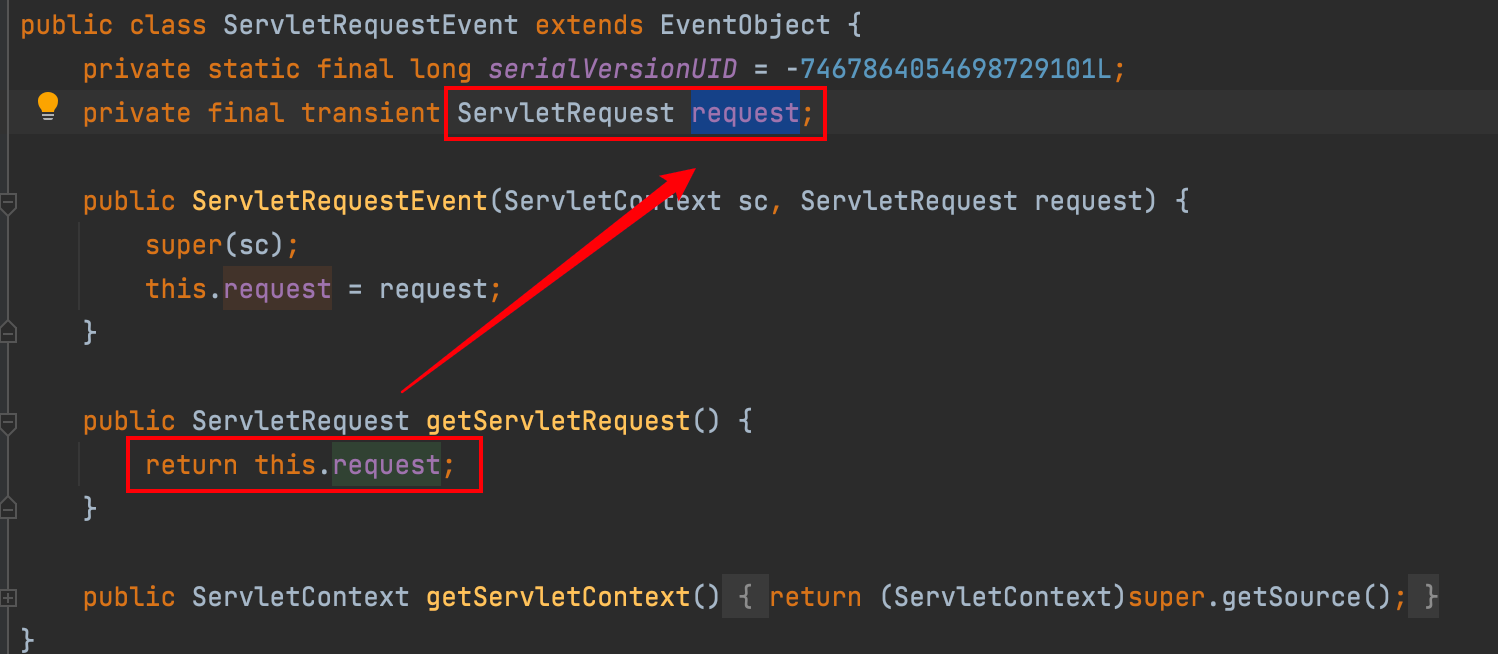 public class ServletRequestEvent extends EventObject {
    private static final long serialVersionUID = -7467864054698729101L;
    private final transient ServletRequest request;
    public ServletRequestEvent(ServletContext sc, ServletRequest request) {
        super(sc);
        this.request = request;
    }
    public ServletRequest getServletRequest() {
        return this.request;
    }
    public ServletContext getServletContext() { return (ServletContext)super.getSource(); }
}